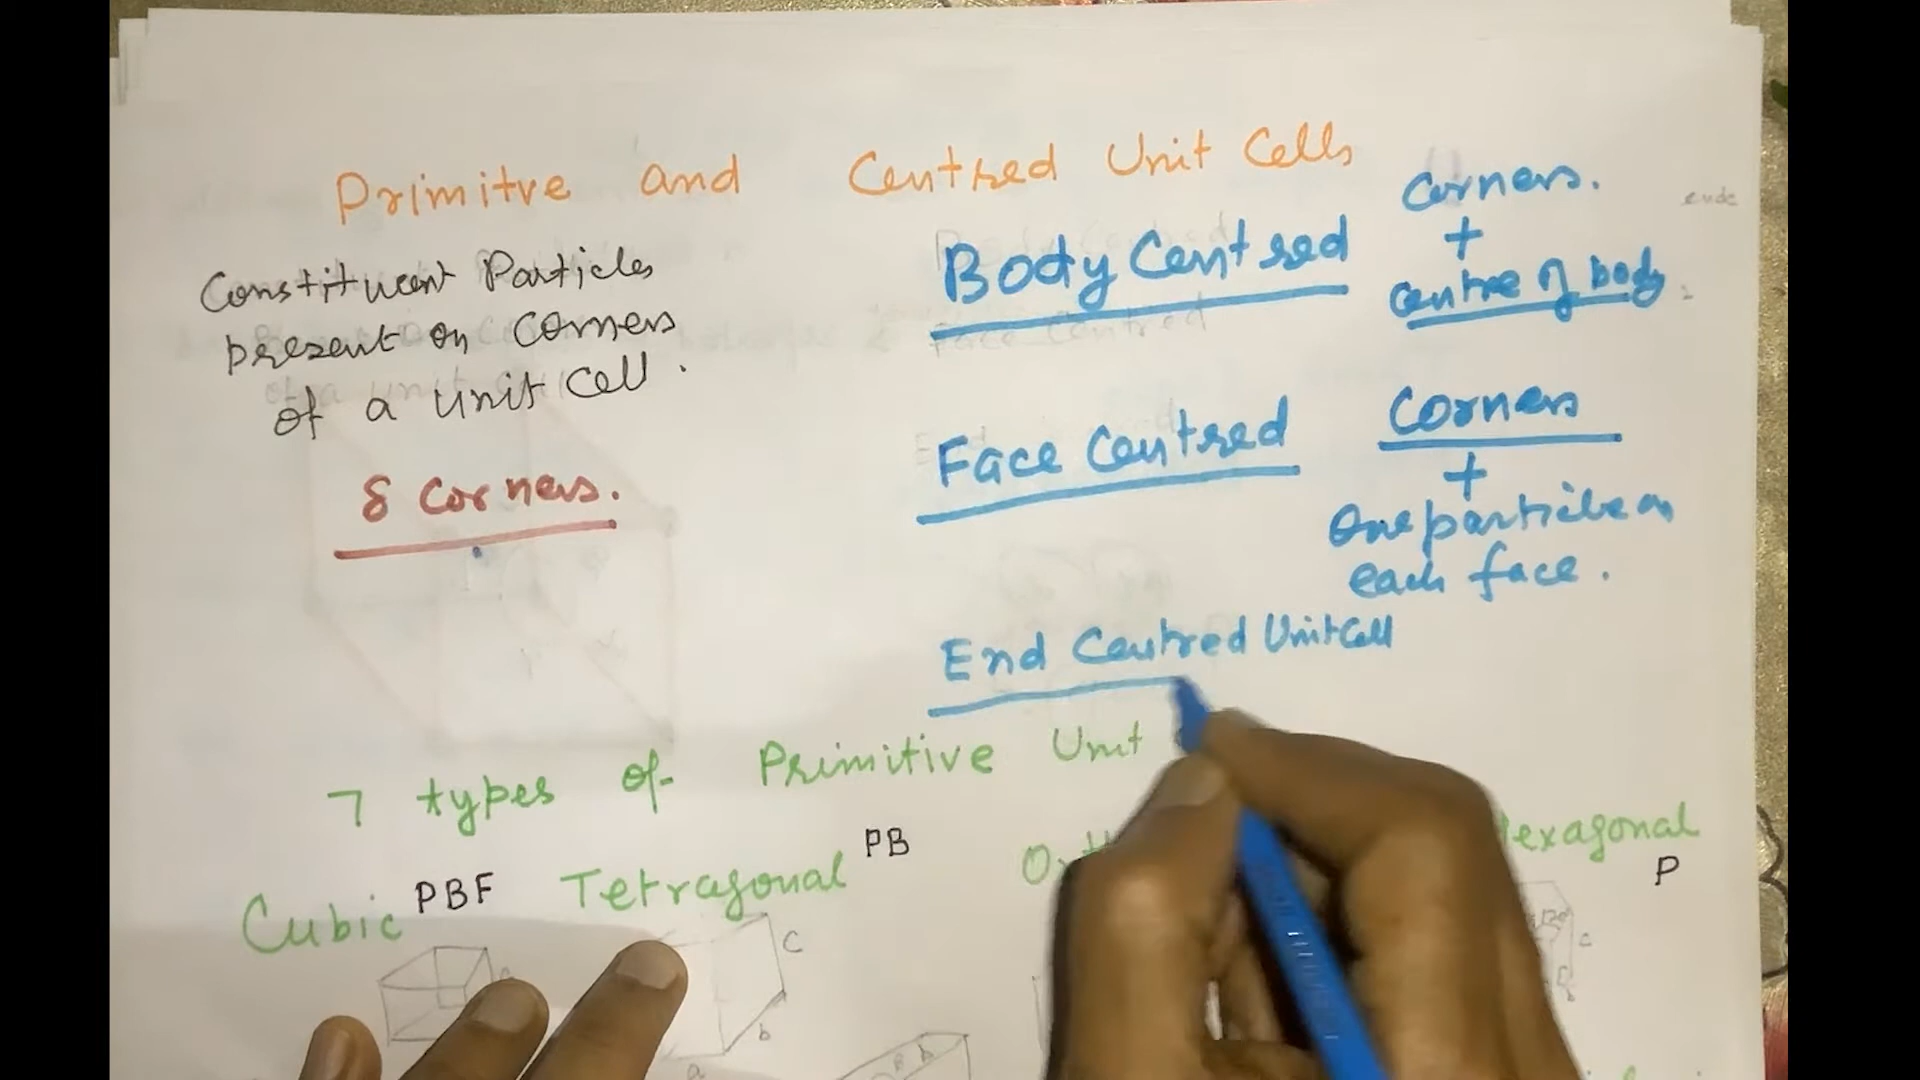 Primitve and Centred Unit Cells
Constituent Particles
present on Corners
of a Unit Cell.
8 Corners.
Body Centred
Corners.
+
centre of body
Face Centred
Corners
+
One particle on
each face.
End Centred Unit Cell
7 types of Primitive Unit
Cubic PBF
Tetragonal PB
Hexagonal
P
C
b
a
c
b